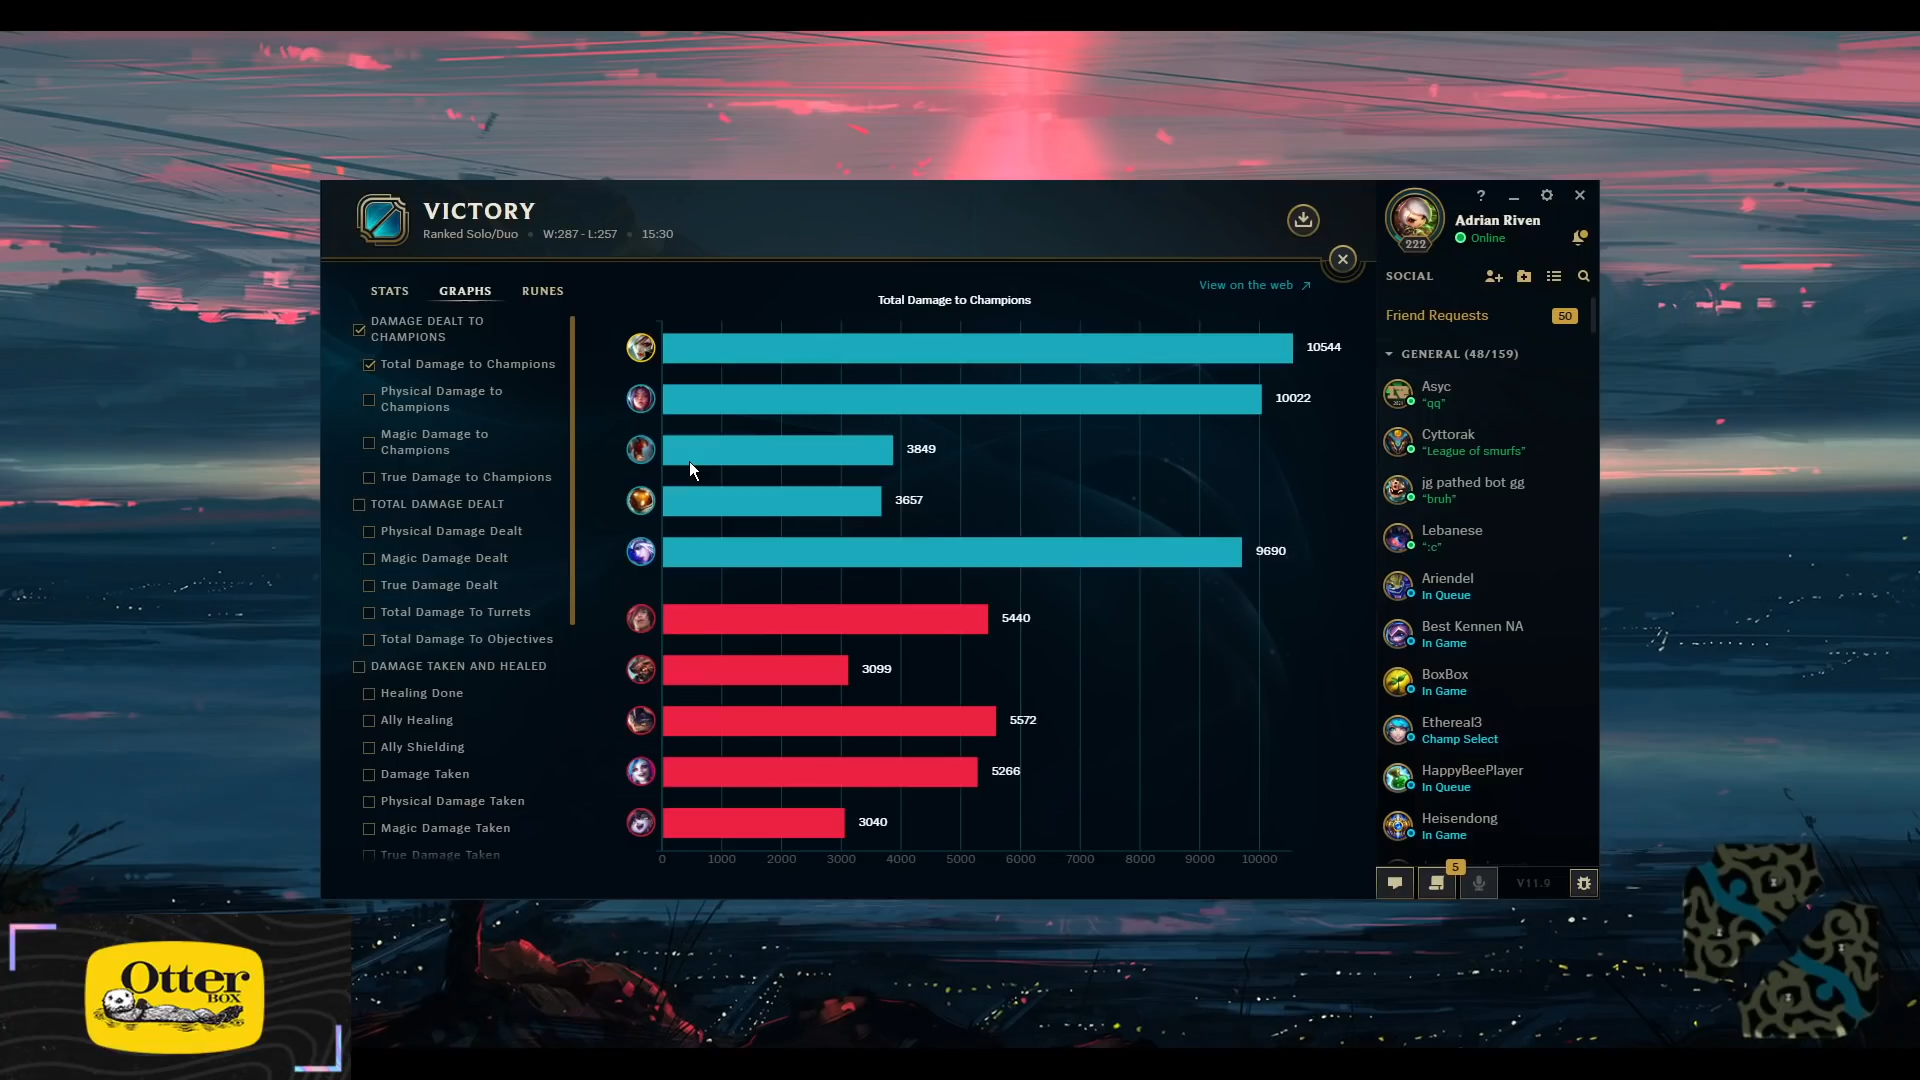 VICTORY
Ranked Solo/Duo • W:287 - L:257 • 15:30
STATS
GRAPHS
RUNES
DAMAGE DEALT TO
CHAMPIONS
Total Damage to Champions
Physical Damage to
Champions
Magic Damage to
Champions
True Damage to Champions
TOTAL DAMAGE DEALT
Physical Damage Dealt
Magic Damage Dealt
True Damage Dealt
Total Damage To Turrets
Total Damage To Objectives
DAMAGE TAKEN AND HEALED
Healing Done
Ally Healing
Ally Shielding
Damage Taken
Physical Damage Taken
Magic Damage Taken
True Damage Taken
View on the web
Total Damage to Champions
10544
10022
3849
3657
9690
5440
3099
5572
5266
3040
0 1000 2000 3000 4000 5000 6000 7000 8000 9000 10000
?
222
Adrian Riven
Online
SOCIAL
Friend Requests 50
GENERAL (48/159)
Asyc
“qq”
Cyttorak
“League of smurfs”
jg pathed bot gg
“bruh”
Lebanese
“:c”
Ariendel
In Queue
Best Kennen NA
In Game
BoxBox
In Game
Ethereal3
Champ Select
HappyBeePlayer
In Queue
Heisendong
In Game
5
V11.9
Otter
BOX